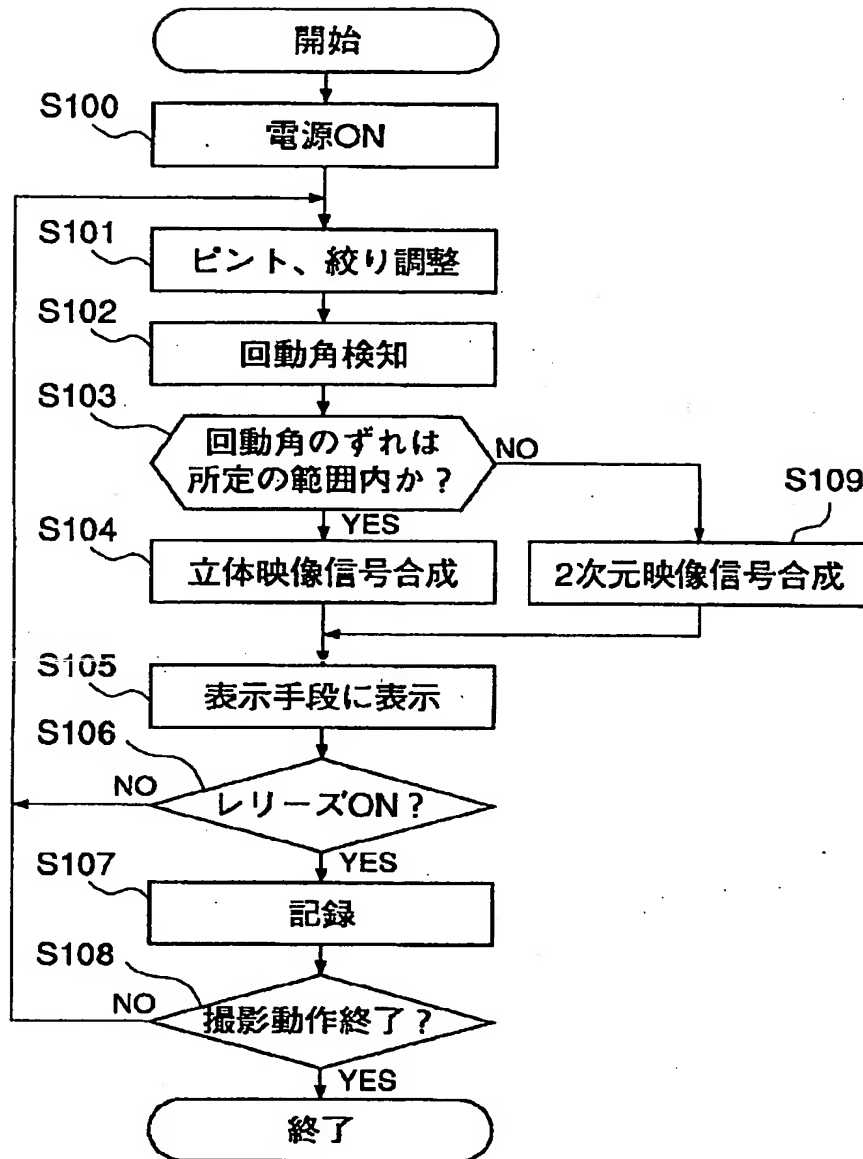 開始
S100
電源ON
S101
ピント、絞り調整
S102
回動角検知
S103
回動角のずれは
所定の範囲内か？
NO
YES
S104
立体映像信号合成
S109
2次元映像信号合成
S105
表示手段に表示
S106
レリーズON？
NO
YES
S107
記録
S108
撮影動作終了？
NO
YES
終了